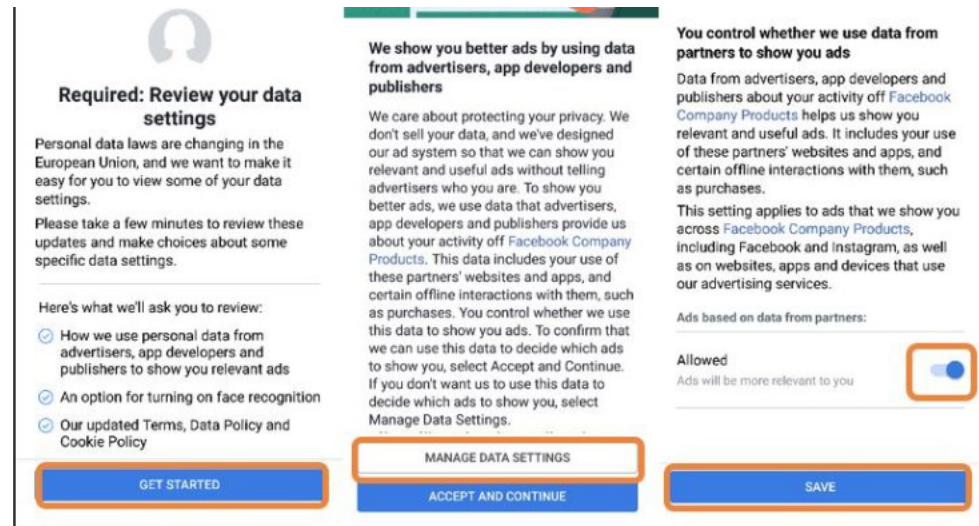 Required: Review your data
settings
Personal data laws are changing in the
European Union, and we want to make it
easy for you to view some of your data
settings.
Please take a few minutes to review these
updates and make choices about some
specific data settings.
Here's what we'll ask you to review:
How we use personal data from
advertisers, app developers and
publishers to show you relevant ads
An option for turning on face recognition
Our updated Terms, Data Policy and
Cookie Policy
GET STARTED
We show you better ads by using data
from advertisers, app developers and
publishers
We care about protecting your privacy. We
don't sell your data, and we've designed
our ad system so that we can show you
relevant and useful ads without telling
advertisers who you are. To show you
better ads, we use data that advertisers,
app developers and publishers provide us
about your activity off Facebook Company
Products. This data includes your use of
these partners' websites and apps, and
certain offline interactions with them, such
as purchases. You control whether we use
this data to show you ads. To confirm that
we can use this data to decide which ads
to show you, select Accept and Continue.
If you don't want us to use this data to
decide which ads to show you, select
Manage Data Settings.
MANAGE DATA SETTINGS
ACCEPT AND CONTINUE
You control whether we use data from
partners to show you ads
Data from advertisers, app developers and
publishers about your activity off Facebook
Company Products helps us show you
relevant and useful ads. It includes your use
of these partners' websites and apps, and
certain offline interactions with them, such
as purchases.
This setting applies to ads that we show you
across Facebook Company Products,
including Facebook and Instagram, as well
as on websites, apps and devices that use
our advertising services.
Ads based on data from partners:
Allowed
Ads will be more relevant to you
SAVE